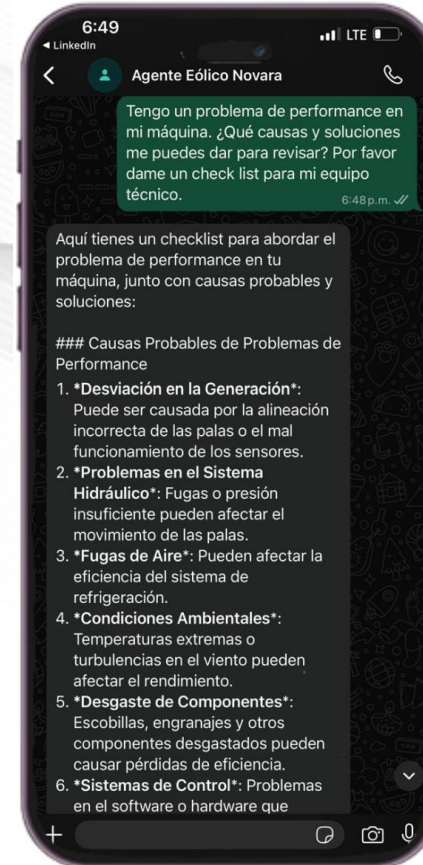 6:49
LTE
◄ LinkedIn
Agente Eólico Novara
Tengo un problema de performance en
mi máquina. ¿Qué causas y soluciones
me puedes dar para revisar? Por favor
dame un check list para mi equipo
técnico.
6:48 p.m.
Aquí tienes un checklist para abordar el
problema de performance en tu
máquina, junto con causas probables y
soluciones:
### Causas Probables de Problemas de
Performance
1. *Desviación en la Generación*:
Puede ser causada por la alineación
incorrecta de las palas o el mal
funcionamiento de los sensores.
2. *Problemas en el Sistema
Hidráulico*: Fugas o presión
insuficiente pueden afectar el
movimiento de las palas.
3. *Fugas de Aire*: Pueden afectar la
eficiencia del sistema de
refrigeración.
4. *Condiciones Ambientales*:
Temperaturas extremas o
turbulencias en el viento pueden
afectar el rendimiento.
5. *Desgaste de Componentes*:
Escobillas, engranajes y otros
componentes desgastados pueden
causar pérdidas de eficiencia.
6. *Sistemas de Control*: Problemas
en el software o hardware que